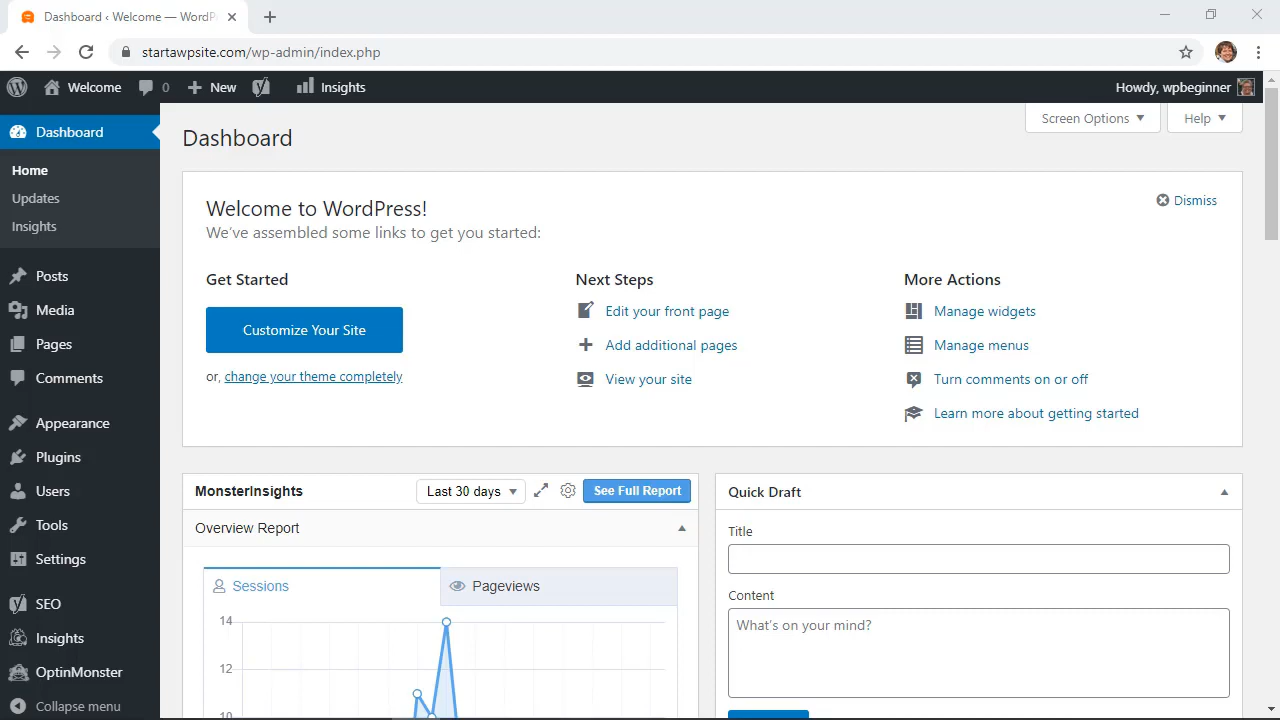 Dashboard ‹ Welcome — WordP
startawpsite.com/wp-admin/index.php
Welcome 0 New Insights Howdy, wpbeginner
Dashboard
Home
Updates
Insights
Posts
Media
Pages
Comments
Appearance
Plugins
Users
Tools
Settings
SEO
Insights
OptinMonster
Collapse menu
Screen Options Help
Dashboard
Welcome to WordPress!
We've assembled some links to get you started:
Dismiss
Get Started
Customize Your Site
or, change your theme completely
Next Steps
Edit your front page
Add additional pages
View your site
More Actions
Manage widgets
Manage menus
Turn comments on or off
Learn more about getting started
MonsterInsights Last 30 days See Full Report
Overview Report
Sessions Pageviews
14
12
10
Quick Draft
Title
Content
What's on your mind?